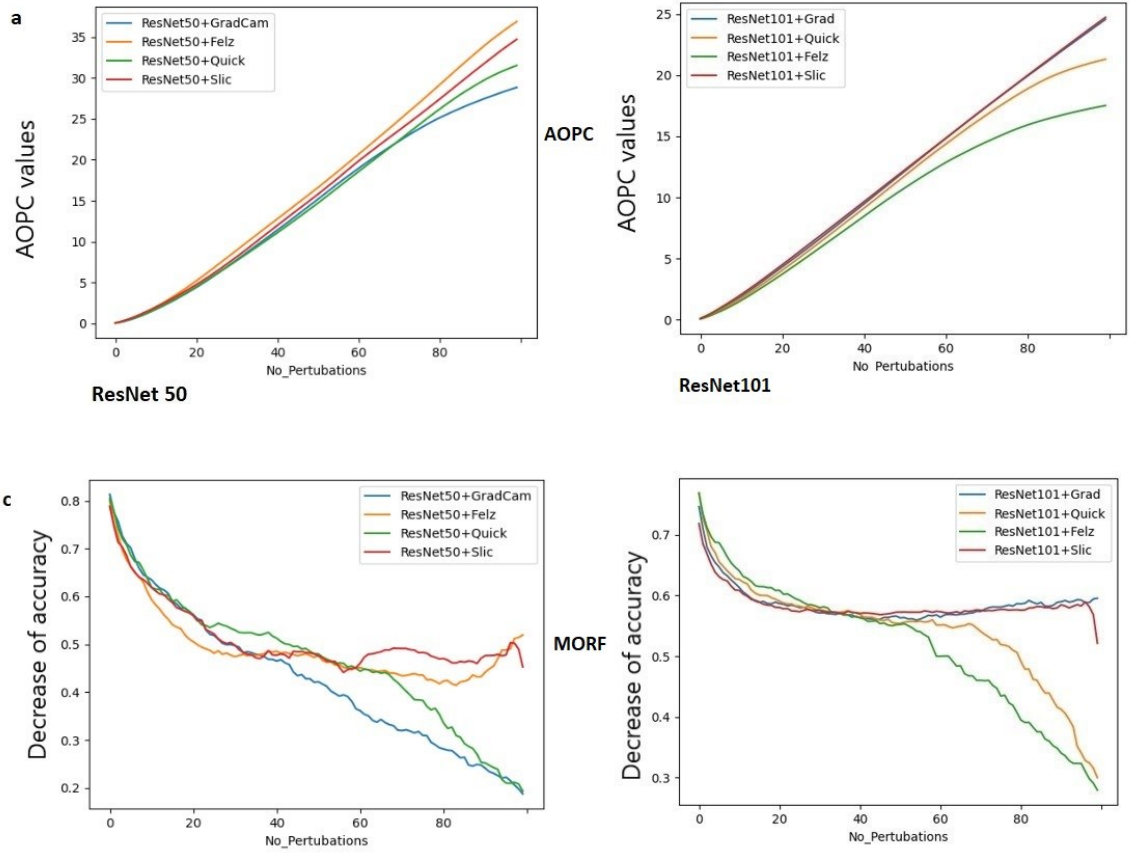 a
ResNet50+GradCam
ResNet50+Felz
ResNet50+Quick
ResNet50+Slic
AOPC values
35
30
25
20
15
10
5
0
0 20 40 60 80
No_Pertubations
ResNet 50
AOPC
ResNet101+Grad
ResNet101+Quick
ResNet101+Felz
ResNet101+Slic
AOPC values
25
20
15
10
5
0
0 20 40 60 80
No_Perturbations
ResNet101
c
ResNet50+GradCam
ResNet50+Felz
ResNet50+Quick
ResNet50+Slic
Decrease of accuracy
0.8
0.7
0.6
0.5
0.4
0.3
0.2
0 20 40 60 80
No_Pertubations
MORF
ResNet101+Grad
ResNet101+Quick
ResNet101+Felz
ResNet101+Slic
Decrease of accuracy
0.7
0.6
0.5
0.4
0.3
0 20 40 60 80
No_Pertubations